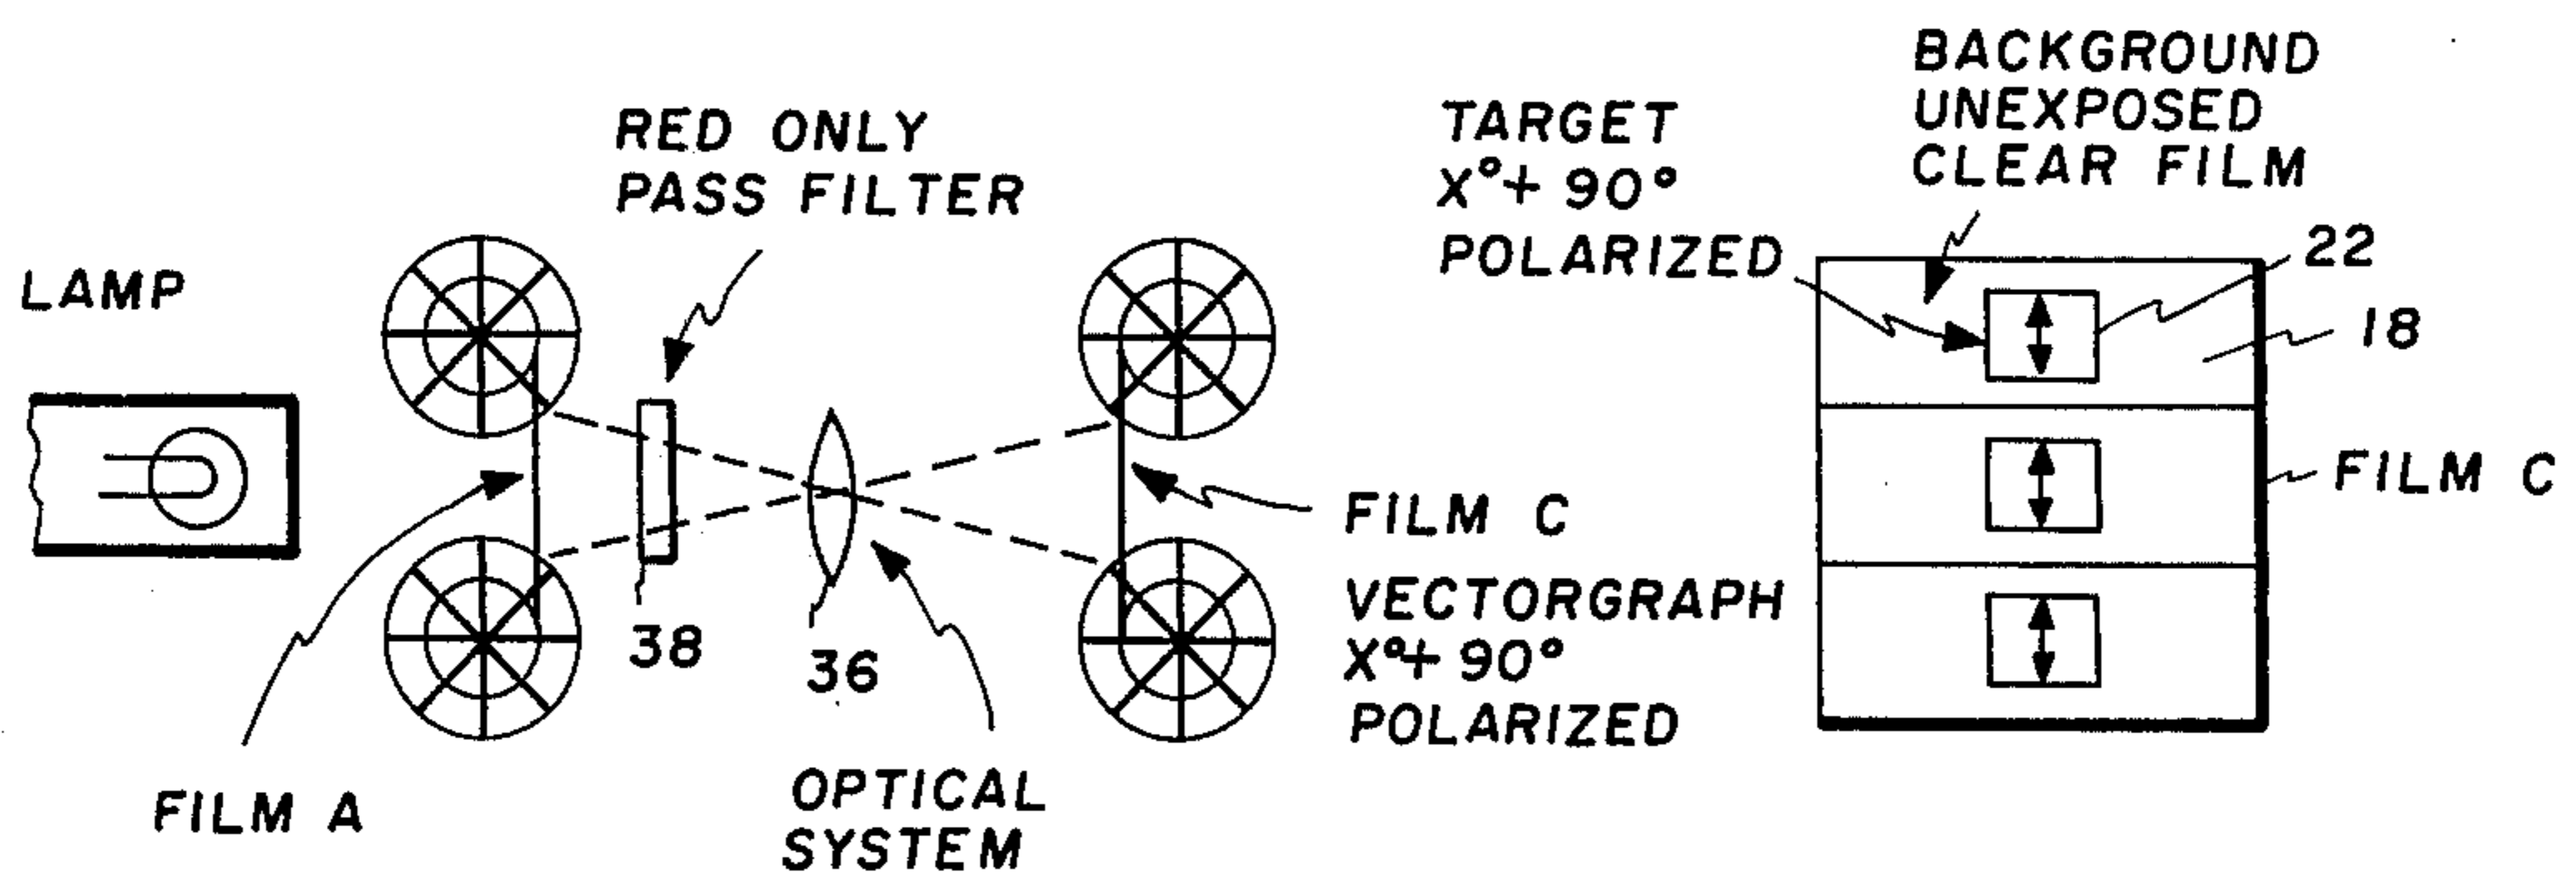 BACKGROUND
UNEXPOSED
CLEAR FILM
TARGET
X°+ 90°
POLARIZED
RED ONLY
PASS FILTER
22
LAMP
18
FILM C
FILM C
VECTORGRAPH
X°+ 90°
POLARIZED
38
36
FILM A
OPTICAL
SYSTEM